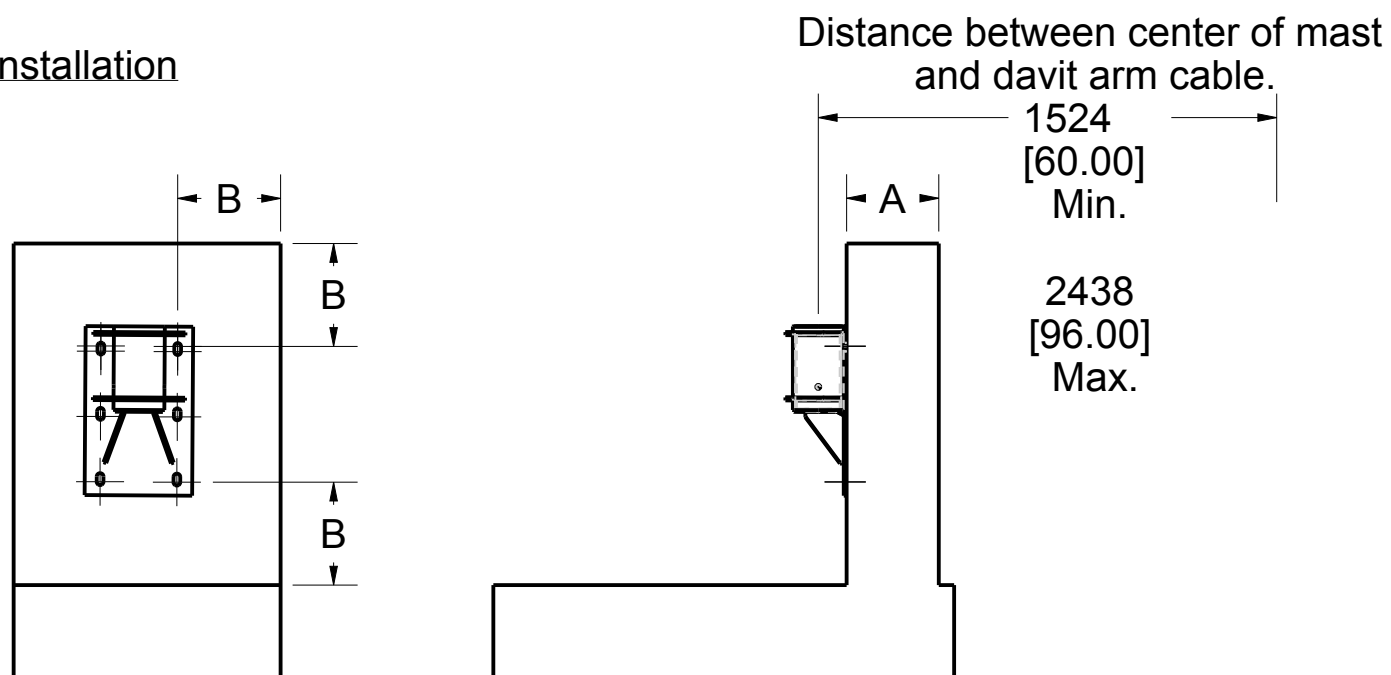 nstallation
Distance between center of mast
and davit arm cable.
1524
[60.00]
Min.
2438
[96.00]
Max.
B
B
B
A